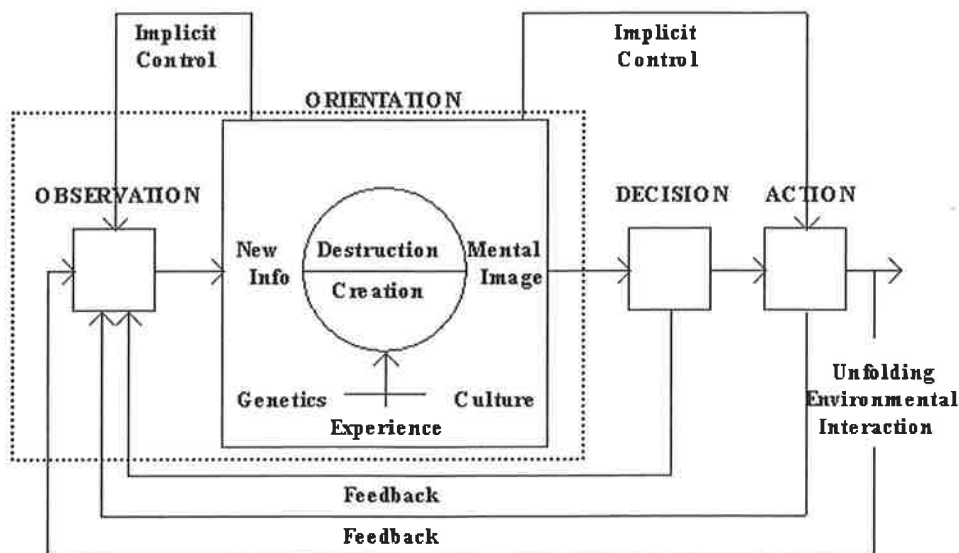 Implicit
Control
Implicit
Control
ORIENTATION
OBSERVATION
DECISION
ACTION
New
Info
Destruction
Creation
Mental
Image
Genetics
Culture
Experience
Unfolding
Environmental
Interaction
Feedback
Feedback